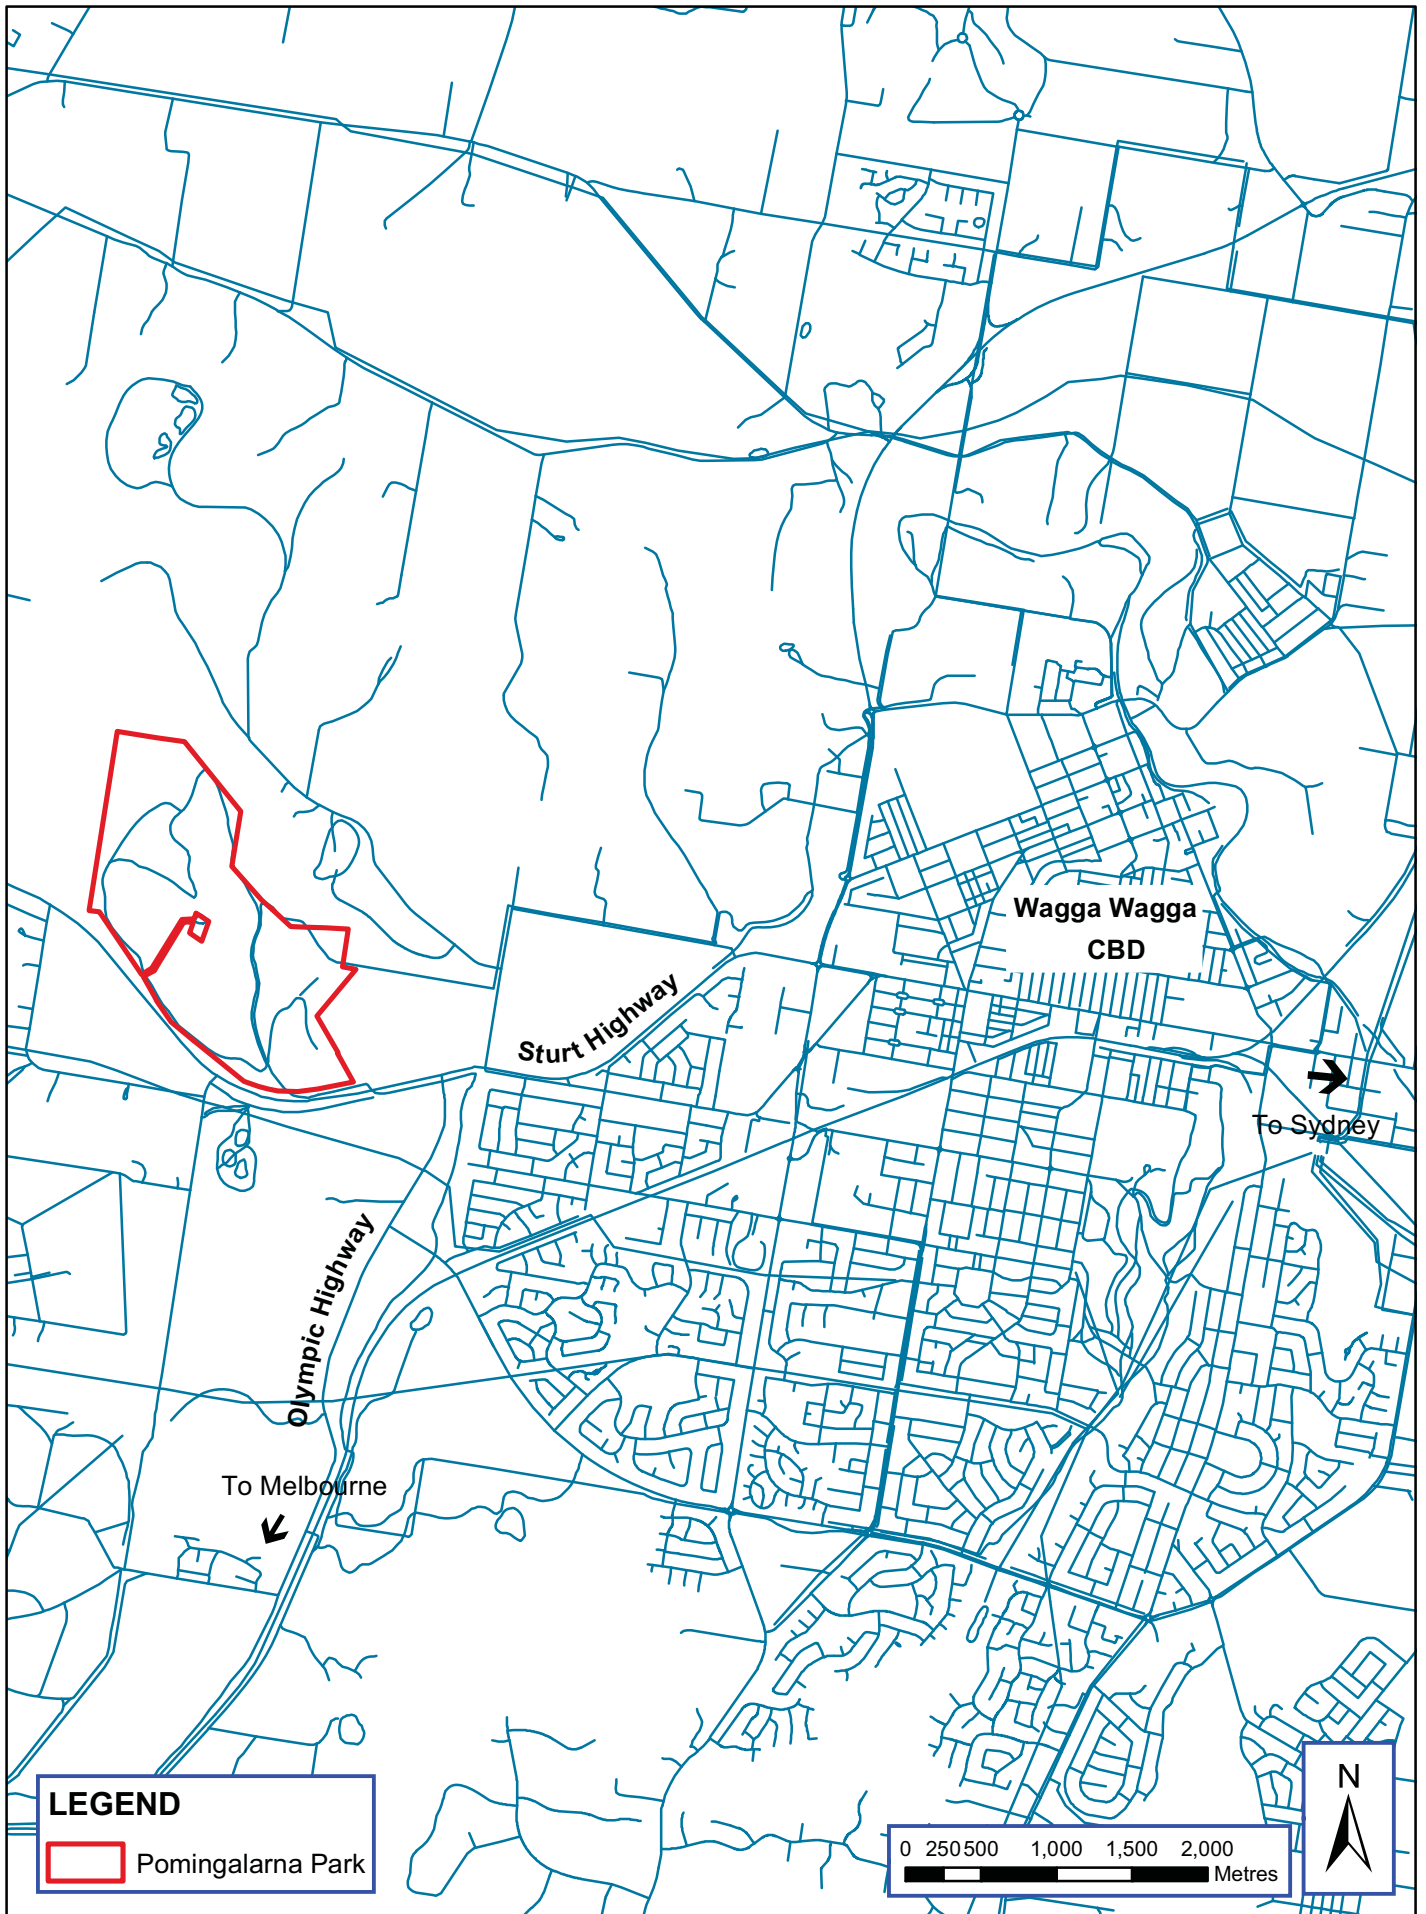 Wagga Wagga
CBD
Sturt Highway
To Sydney
Olympic Highway
To Melbourne
LEGEND
Pomingalarna Park
0 250 500 1,000 1,500 2,000
Metres
N